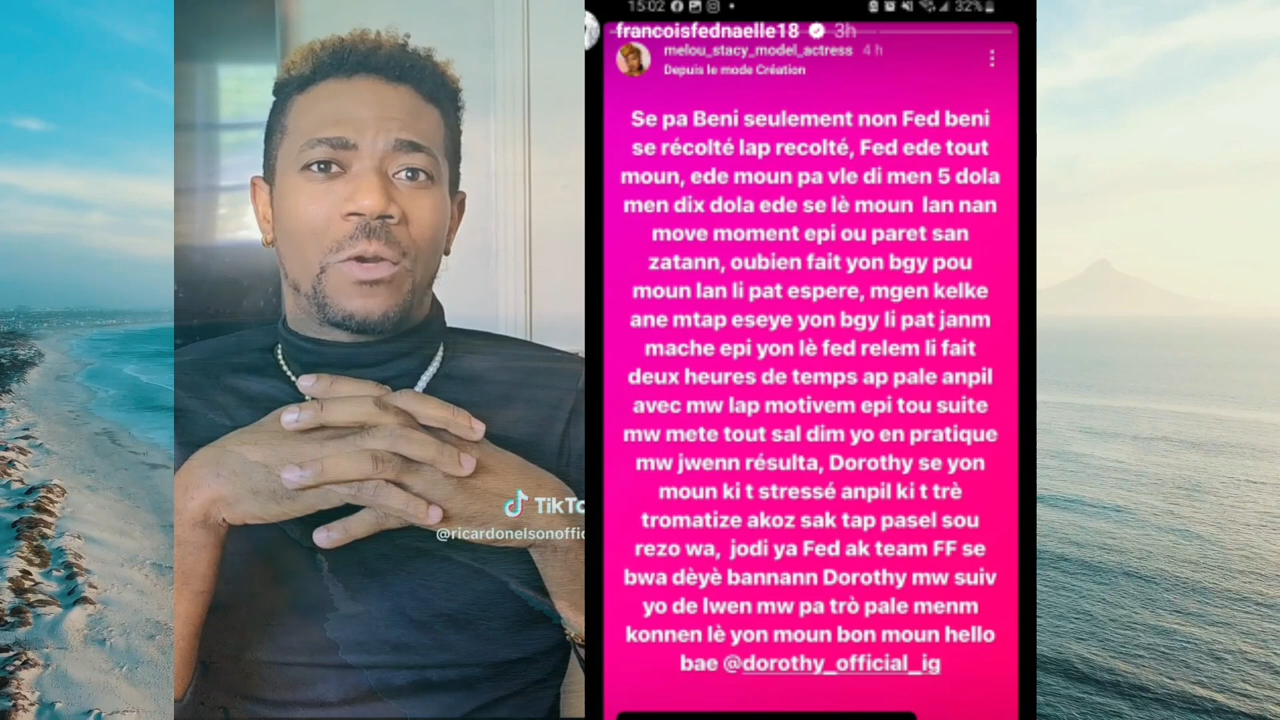 TikTo
@ricardonelsonoffic
15:02
32%
francoisfednaelle18 3h
melou_stacy_model_actress 4 h
Depuis le mode Création
Se pa Beni seulement non Fed beni
se récolté lap recolté, Fed ede tout
moun, ede moun pa vle di men 5 dola
men dix dola ede se lè moun lan nan
move moment epi ou paret san
zatann, oubien fait yon bgy pou
moun lan li pat espere, mgen kelke
ane mtap eseye yon bgy li pat janm
mache epi yon lè fed relem li fait
deux heures de temps ap pale anpil
avec mw lap motivem epi tou suite
mw mete tout sal dim yo en pratique
mw jwenn résulta, Dorothy se yon
moun ki t stressé anpil ki t trè
tromatize akoz sak tap pasel sou
rezo wa, jodi ya Fed ak team FF se
bwa dèyè bannann Dorothy mw suiv
yo de lwen mw pa trò pale menm
konnen lè yon moun bon moun hello
bae @dorothy_official_ig